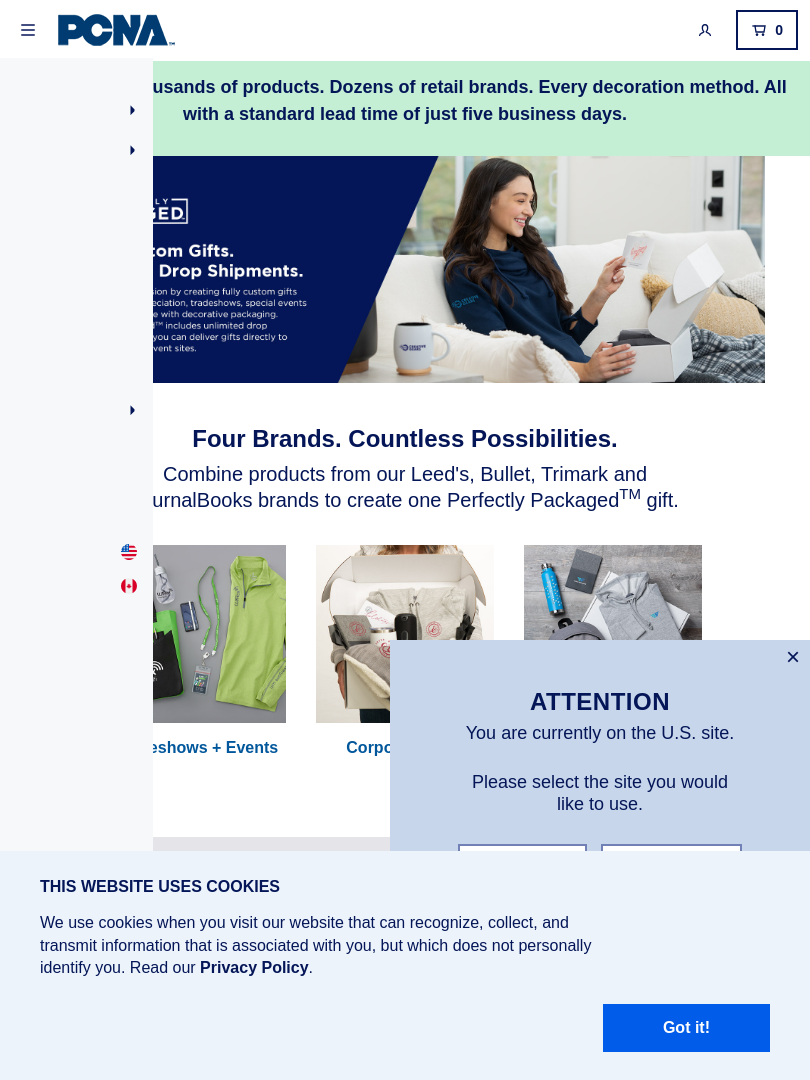 PCNA
0
usands of products. Dozens of retail brands. Every decoration method. All
with a standard lead time of just five business days.
L Y
GED
tom Gifts.
Drop Shipments.
sion by creating fully custom gifts
eciation, tradeshows, special events
e with decorative packaging.
d™ includes unlimited drop
you can deliver gifts directly to
vent sites.
Four Brands. Countless Possibilities.
Combine products from our Leed's, Bullet, Trimark and
urnalBooks brands to create one Perfectly Packaged™ gift.
eshows + Events
Corpo
ATTENTION
You are currently on the U.S. site.
Please select the site you would
like to use.
THIS WEBSITE USES COOKIES
We use cookies when you visit our website that can recognize, collect, and
transmit information that is associated with you, but which does not personally
identify you. Read our Privacy Policy.
Got it!